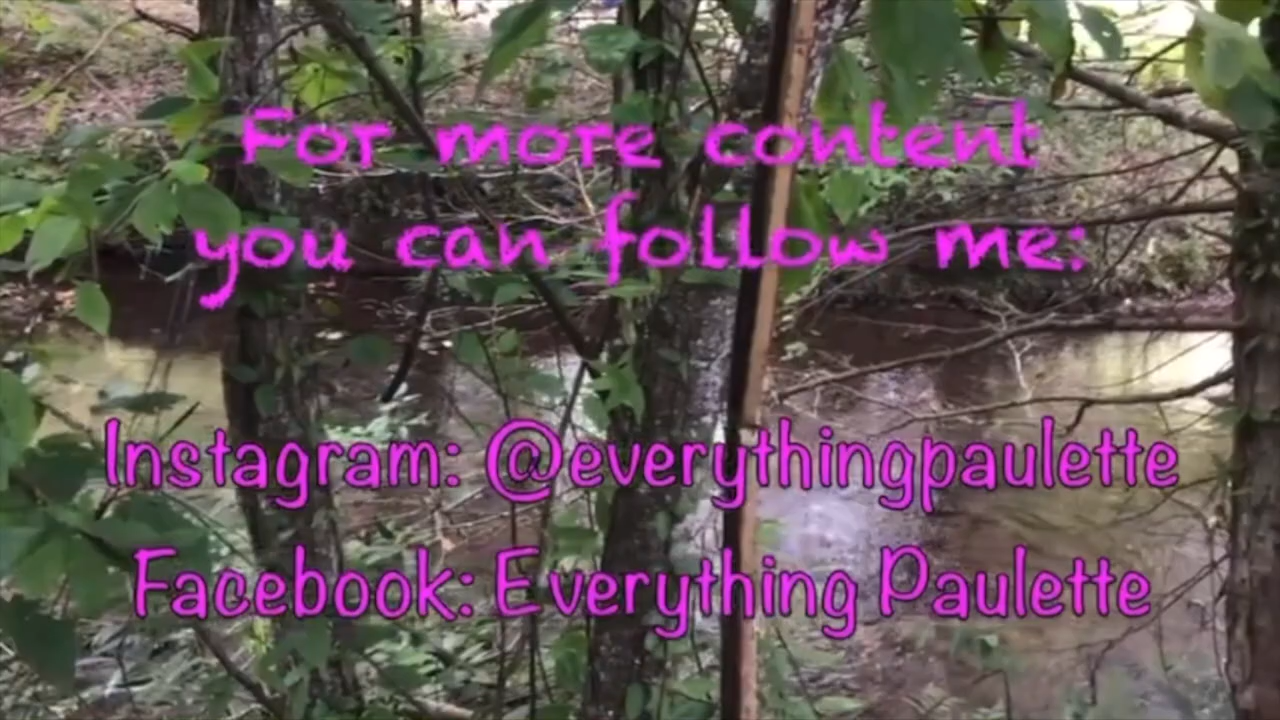 For more content
you can follow me:
Instagram: @everythingpaulette
Facebook: Everything Paulette